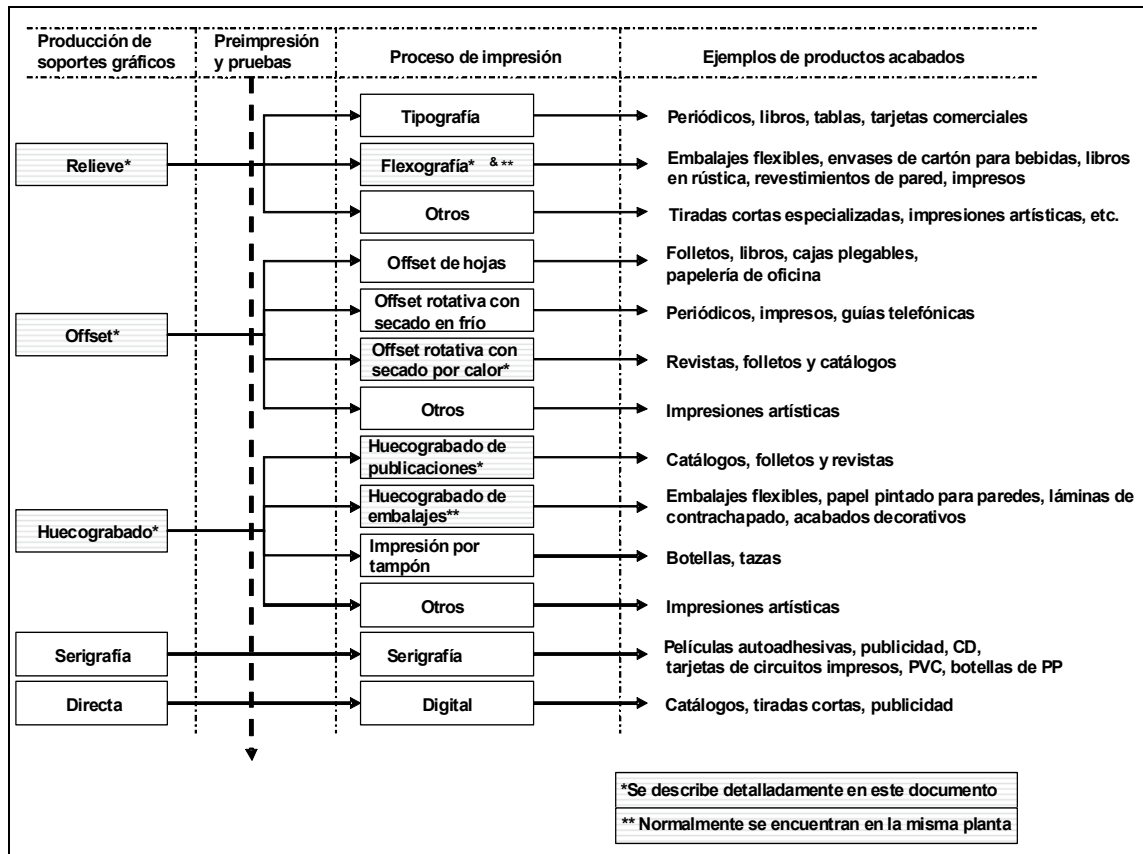 Producción de
soportes gráficos
Preimpresión
y pruebas
Proceso de impresión
Ejemplos de productos acabados
Relieve*
Tipografía
Periódicos, libros, tablas, tarjetas comerciales
Flexografía* & **
Embalajes flexibles, envases de cartón para bebidas, libros
en rústica, revestimientos de pared, impresos
Otros
Tiradas cortas especializadas, impresiones artísticas, etc.
Offset*
Offset de hojas
Folletos, libros, cajas plegables,
papelería de oficina
Offset rotativa con
secado en frío
Periódicos, impresos, guías telefónicas
Offset rotativa con
secado por calor*
Revistas, folletos y catálogos
Otros
Impresiones artísticas
Huecograbado*
Huecograbado de
publicaciones*
Catálogos, folletos y revistas
Huecograbado de
embalajes**
Embalajes flexibles, papel pintado para paredes, láminas de
contrachapado, acabados decorativos
Impresión por
tampón
Botellas, tazas
Otros
Impresiones artísticas
Serigrafía
Serigrafía
Películas autoadhesivas, publicidad, CD,
tarjetas de circuitos impresos, PVC, botellas de PP
Directa
Digital
Catálogos, tiradas cortas, publicidad
*Se describe detalladamente en este documento
** Normalmente se encuentran en la misma planta